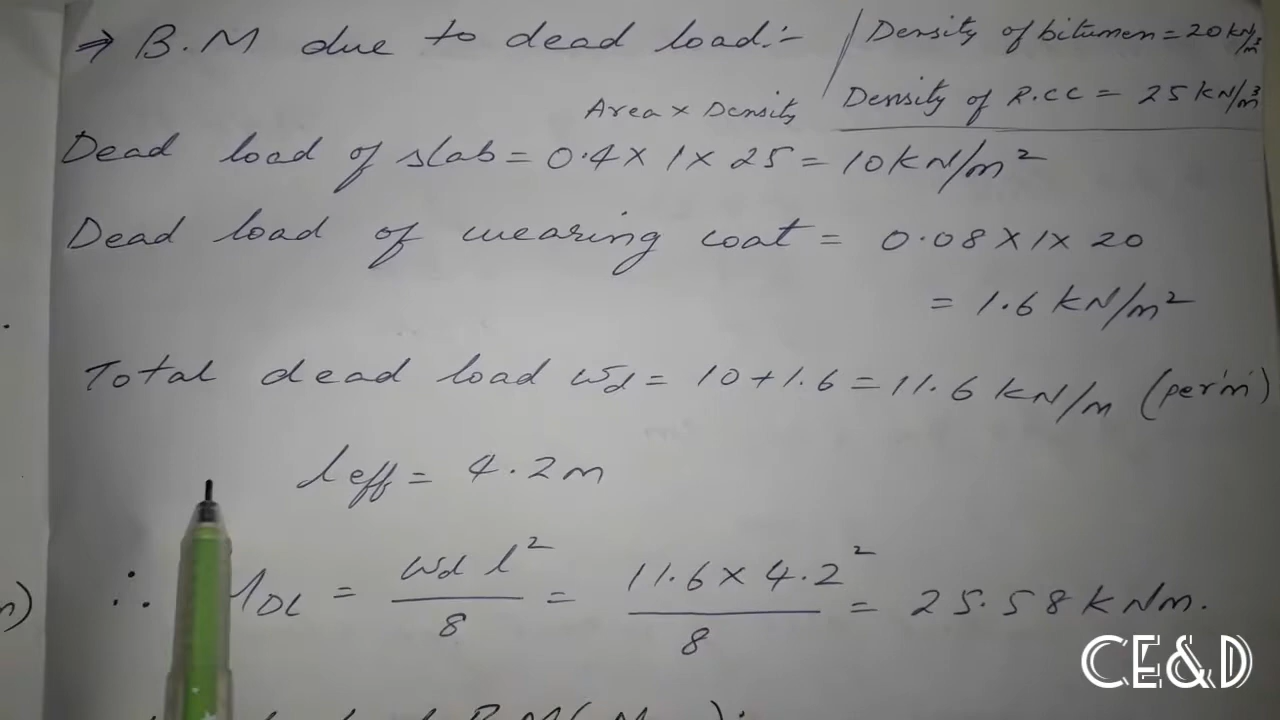 ⇒ B.M due to dead load:-
Density of bitumen = 20 kN/m³
Density of R.CC = 25 kN/m³
Area × Density
Dead load of slab = 0.4 × 1 × 25 = 10 kN/m²
Dead load of wearing coat = 0.08 × 1 × 20
= 1.6 kN/m²
Total dead load wd = 10 + 1.6 = 11.6 kN/m (per 'm')
leff = 4.2m
∴ MDL = wd l² / 8 = 11.6 × 4.2² / 8 = 25.58 kNm.
CE&D